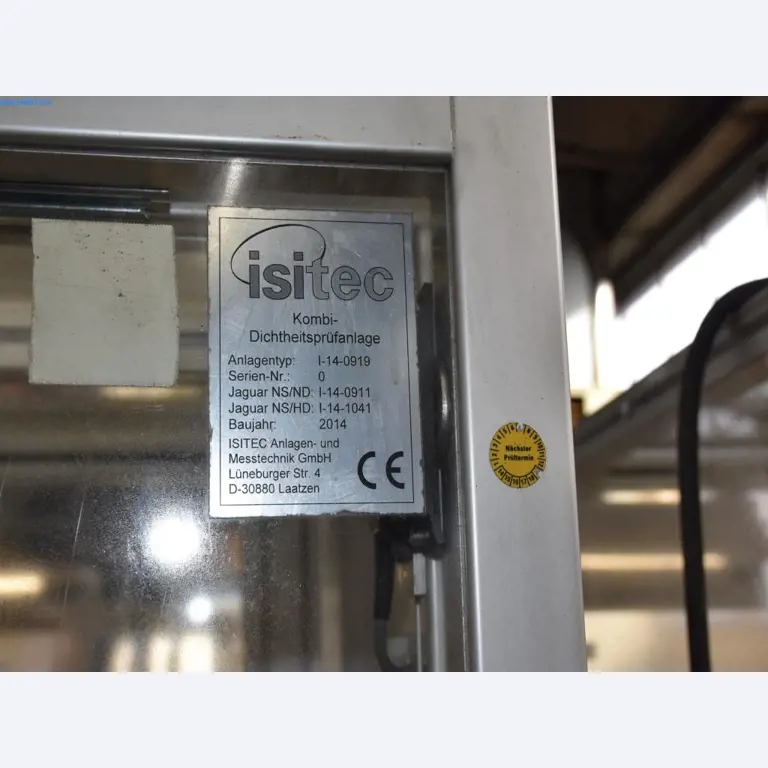 isitec
Kombi-
Dichtheitsprüfanlage
Anlagentyp: I-14-0919
Serien-Nr.: 0
Jaguar NS/ND: I-14-0911
Jaguar NS/HD: I-14-1041
Baujahr: 2014
ISITEC Anlagen- und
Messtechnik GmbH
Lüneburger Str. 4
D-30880 Laatzen
CE
Nächster
Prüftermin